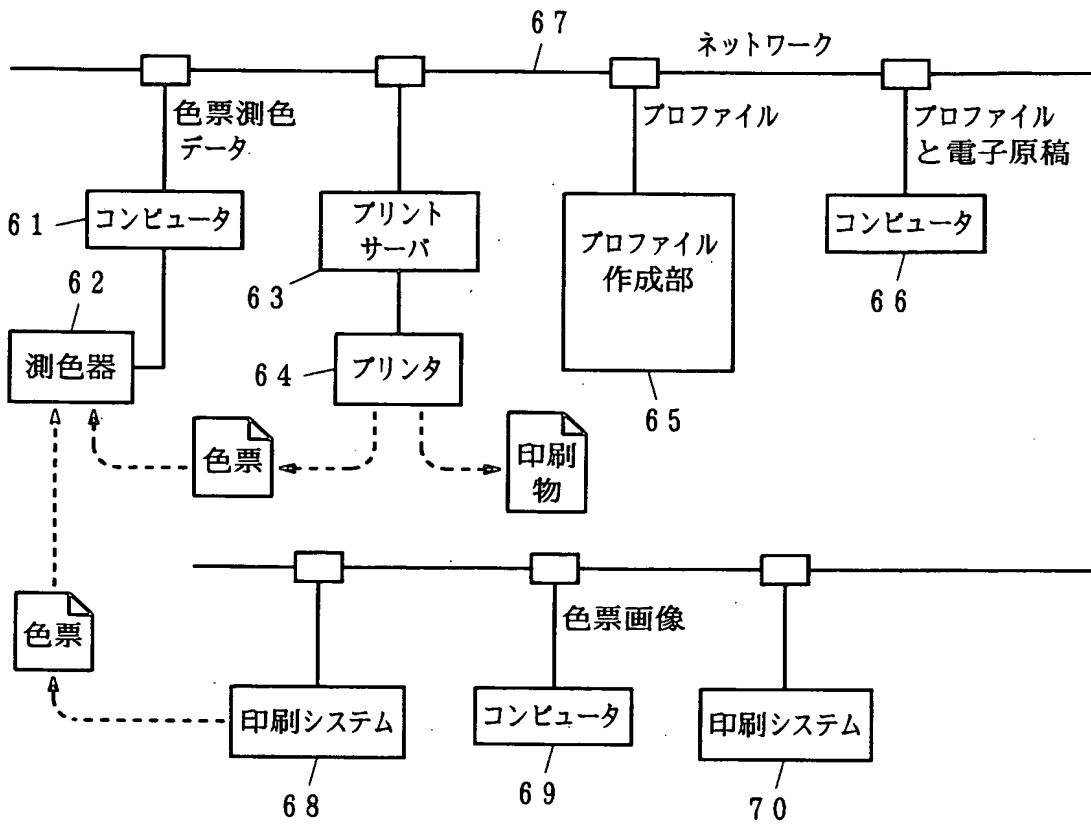 67
ネットワーク
色票測色
データ
プロファイル
プロファイル
と電子原稿
61
コンピュータ
プリント
サーバ
63
プロファイル
作成部
65
コンピュータ
66
62
測色器
64
プリンタ
色票
印刷
物
色票
色票画像
印刷システム
68
コンピュータ
69
印刷システム
70